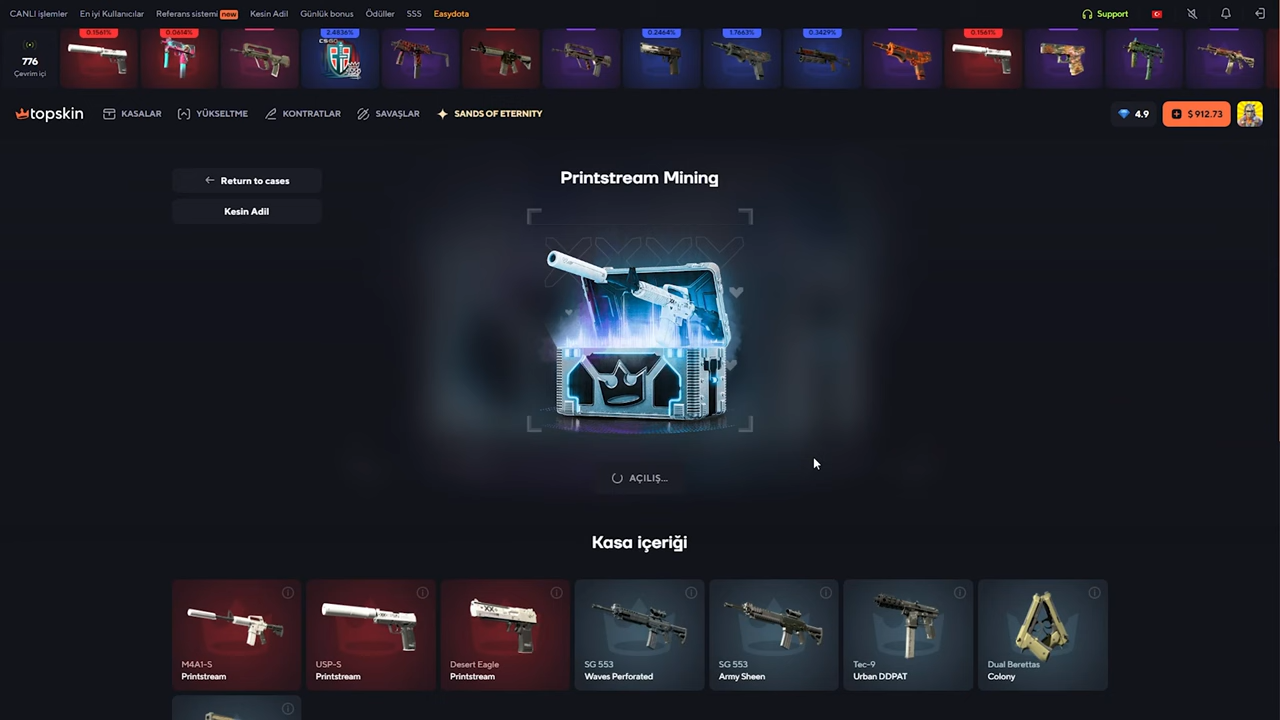 CANLI işlemler En iyi Kullanıcılar Referans sistemi new Kesin Adil Günlük bonus Ödüller SSS Easydota Support
0.1561% 0.0614% 2.4836% 0.2464% 1.7663% 0.3429% 0.1561%
776
Çevrim içi
topskin KASALAR YÜKSELTME KONTRATLAR SAVAŞLAR SANDS OF ETERNITY 4.9 $ 912.73
Return to cases
Kesin Adil
Printstream Mining
AÇILIŞ...
Kasa içeriği
M4A1-S
Printstream
USP-S
Printstream
Desert Eagle
Printstream
SG 553
Waves Perforated
SG 553
Army Sheen
Tec-9
Urban DDPAT
Dual Berettas
Colony